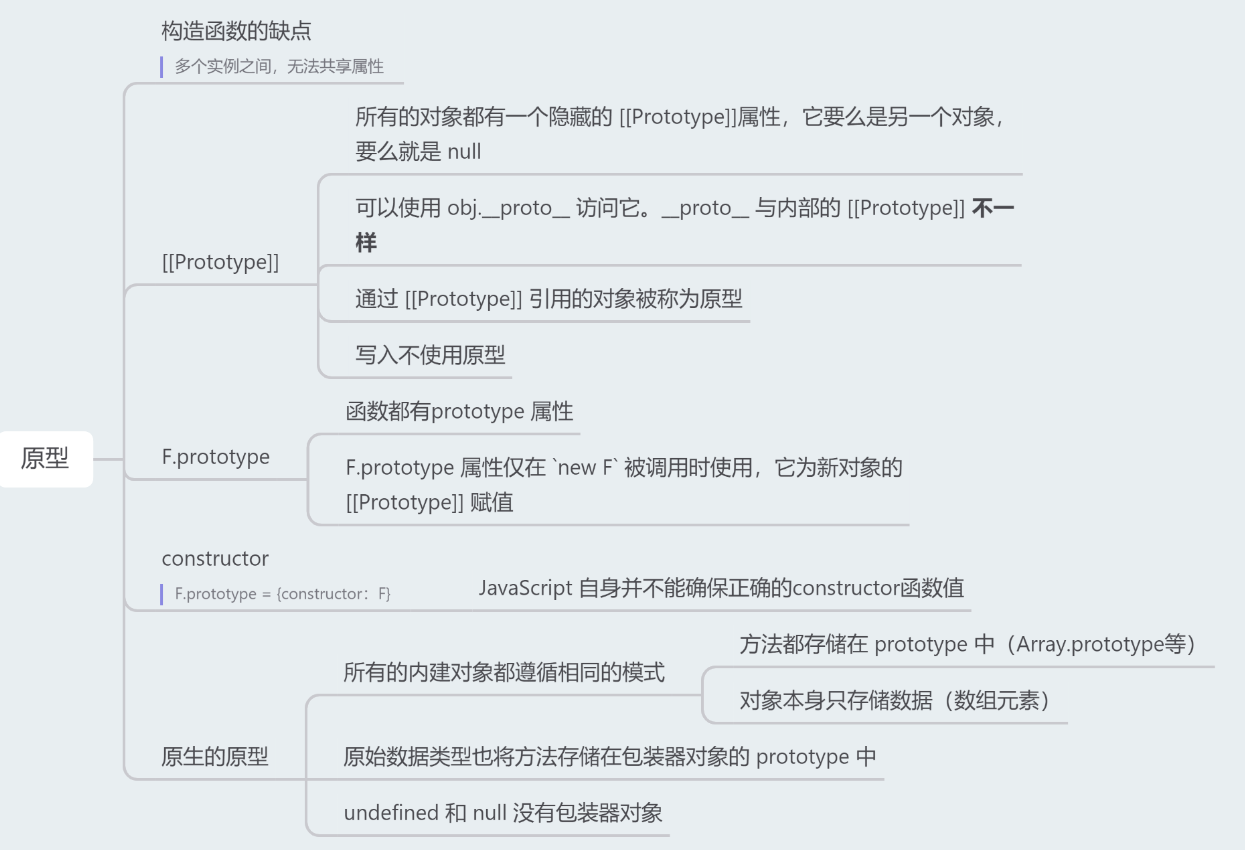 构造函数的缺点
多个实例之间，无法共享属性
所有的对象都有一个隐藏的 [[Prototype]]属性，它要么是另一个对象，
要么就是 null
可以使用 obj.__proto__ 访问它。__proto__ 与内部的 [[Prototype]] 不一
样
[[Prototype]]
通过 [[Prototype]] 引用的对象被称为原型
写入不使用原型
函数都有prototype 属性
F.prototype
F.prototype 属性仅在 `new F` 被调用时使用，它为新对象的
[[Prototype]] 赋值
原型
constructor
F.prototype = {constructor：F}
JavaScript 自身并不能确保正确的constructor函数值
方法都存储在 prototype 中（Array.prototype等）
所有的内建对象都遵循相同的模式
对象本身只存储数据（数组元素）
原生的原型
原始数据类型也将方法存储在包装器对象的 prototype 中
undefined 和 null 没有包装器对象